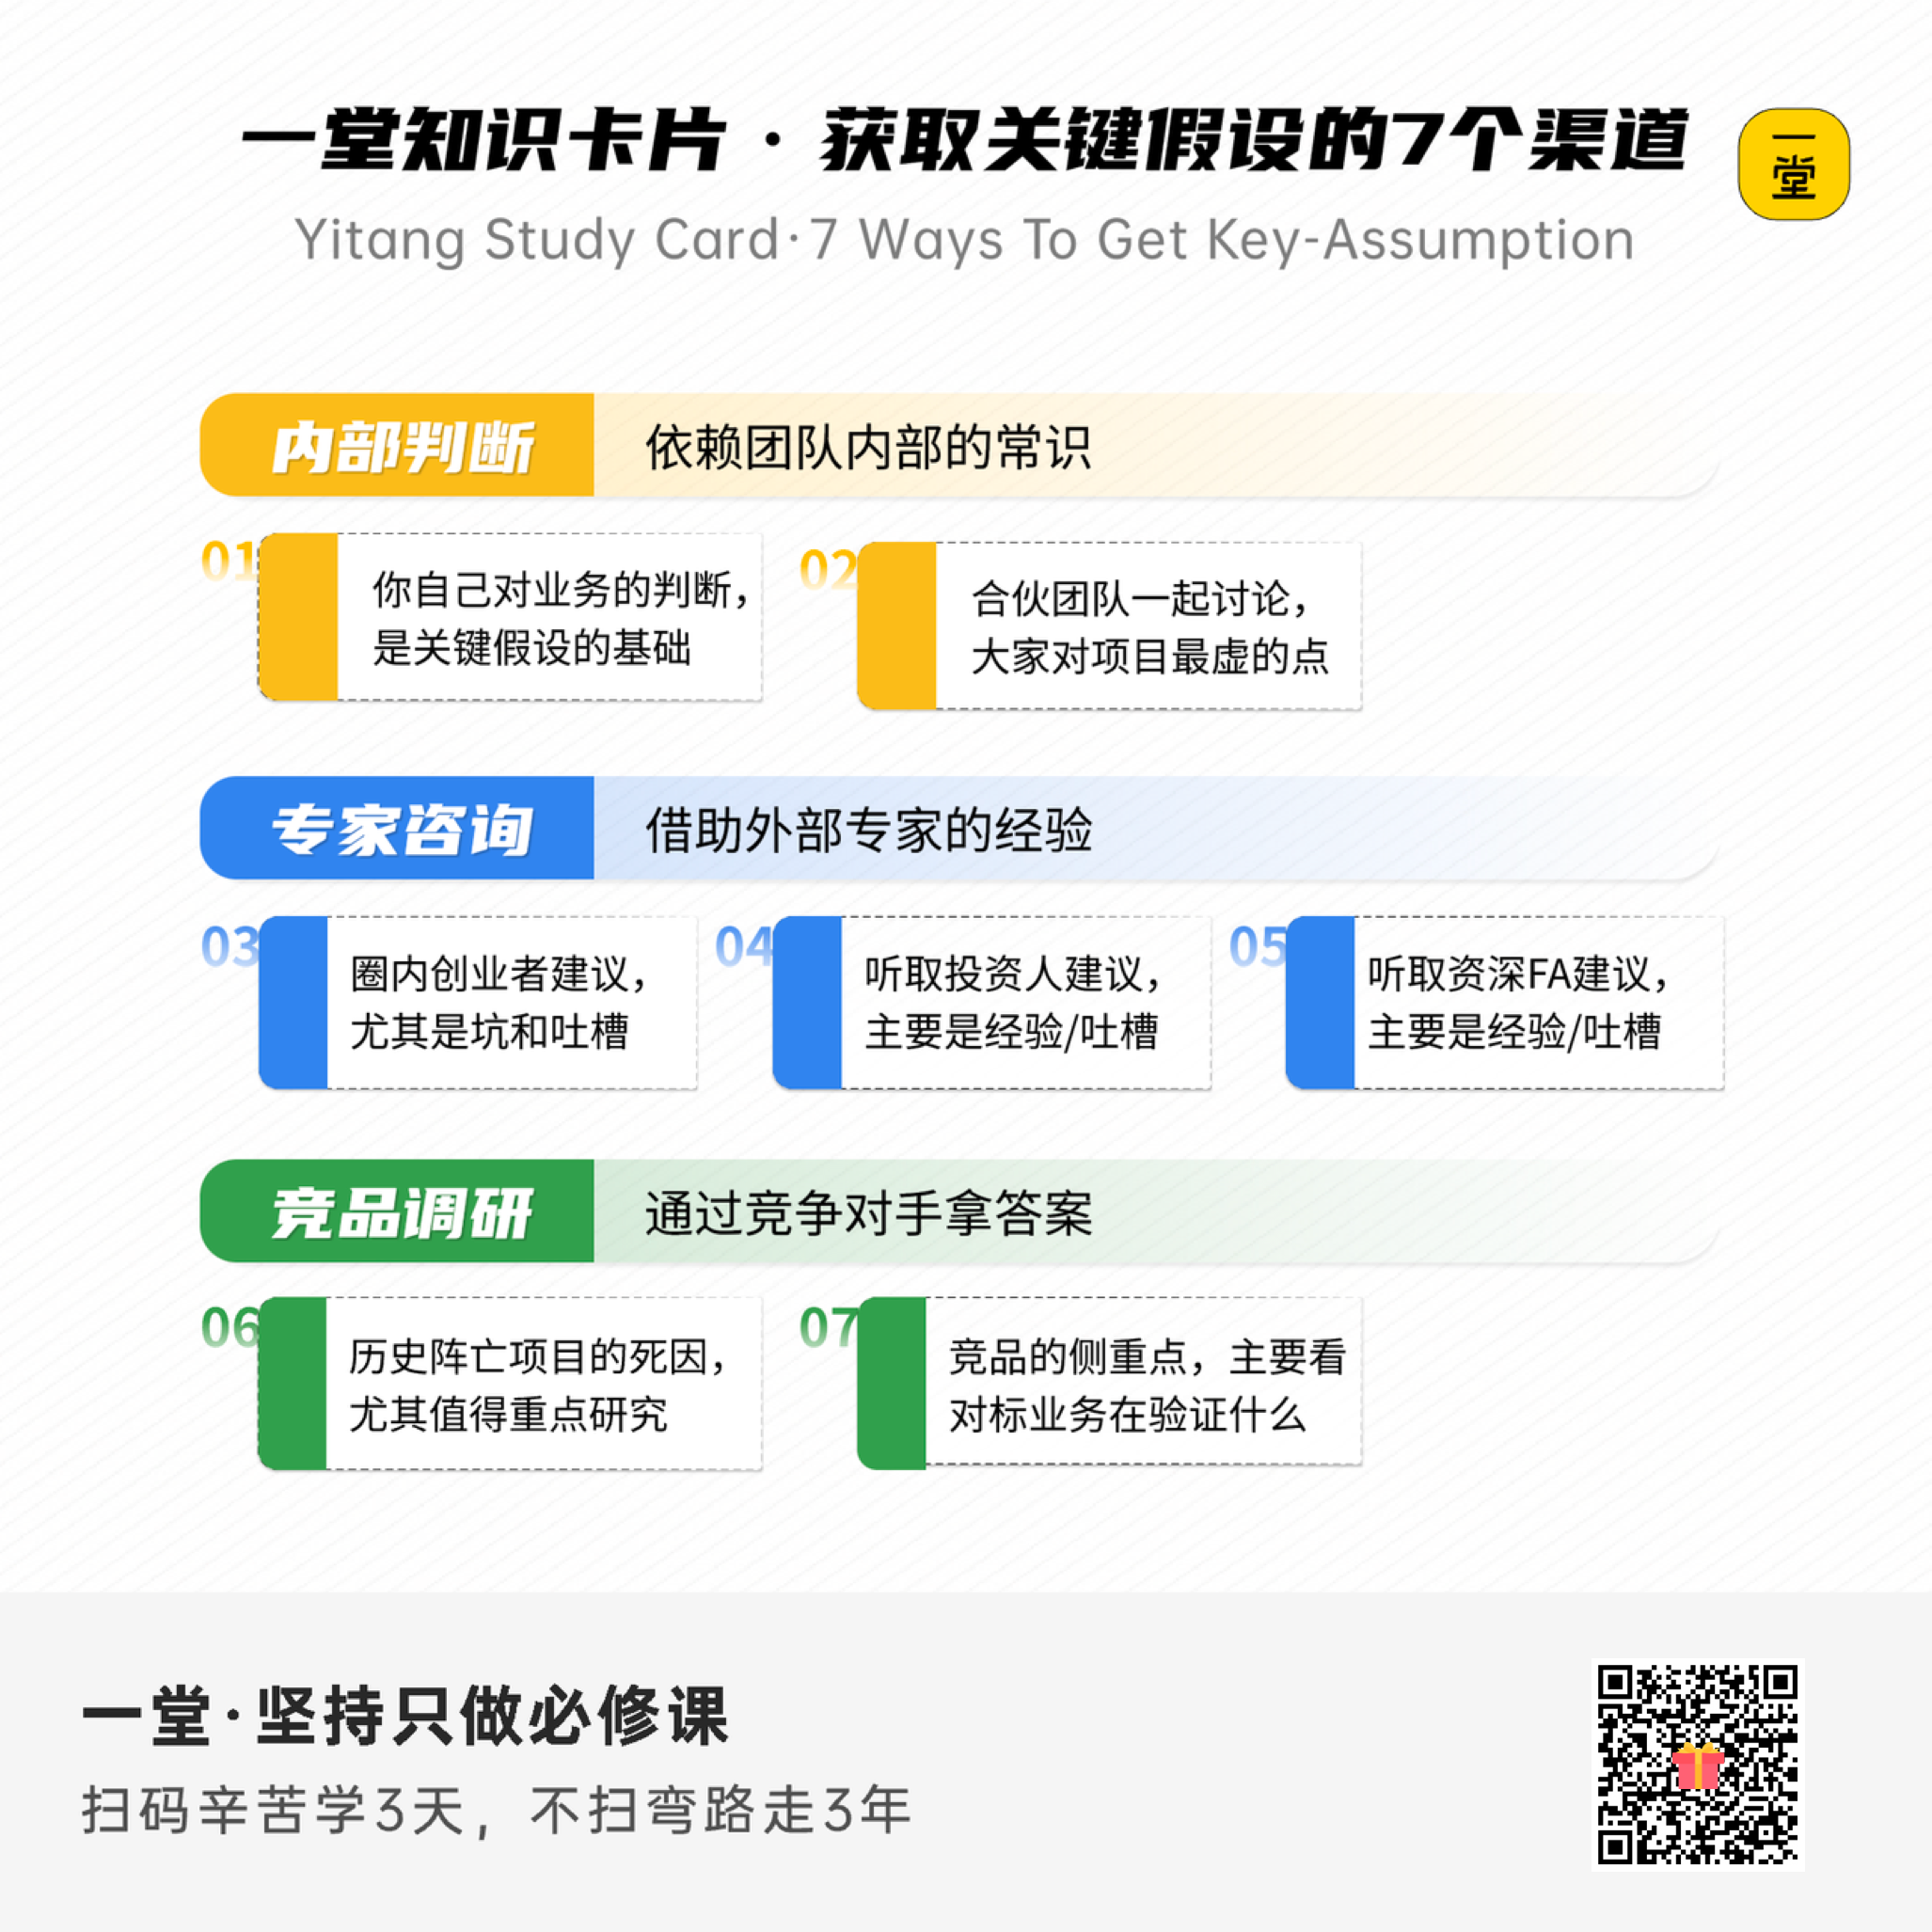 一堂知识卡片 · 获取关键假设的7个渠道
一
堂
Yitang Study Card·7 Ways To Get Key-Assumption
内部判断
依赖团队内部的常识
01
你自己对业务的判断，
是关键假设的基础
02
合伙团队一起讨论，
大家对项目最虚的点
专家咨询
借助外部专家的经验
03
圈内创业者建议，
尤其是坑和吐槽
04
听取投资人建议，
主要是经验/吐槽
05
听取资深FA建议，
主要是经验/吐槽
竞品调研
通过竞争对手拿答案
06
历史阵亡项目的死因，
尤其值得重点研究
07
竞品的侧重点，主要看
对标业务在验证什么
一堂·坚持只做必修课
扫码辛苦学3天，不扫弯路走3年